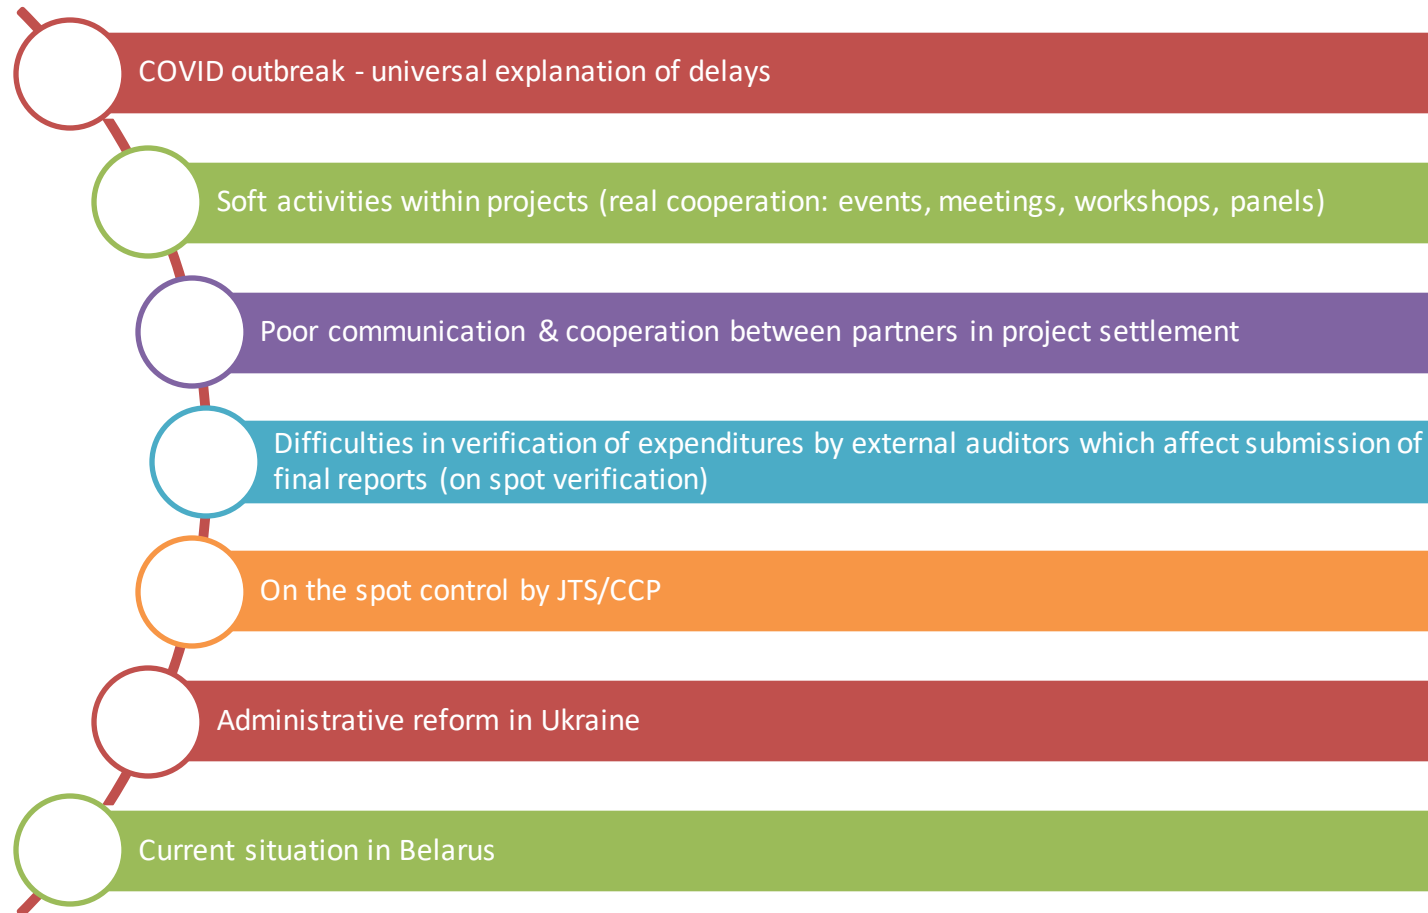 COVID outbreak - universal explanation of delays
Soft activities within projects (real cooperation: events, meetings, workshops, panels)
Poor communication & cooperation between partners in project settlement
Difficulties in verification of expenditures by external auditors which affect submission of
final reports (on spot verification)
On the spot control by JTS/CCP
Administrative reform in Ukraine
Current situation in Belarus